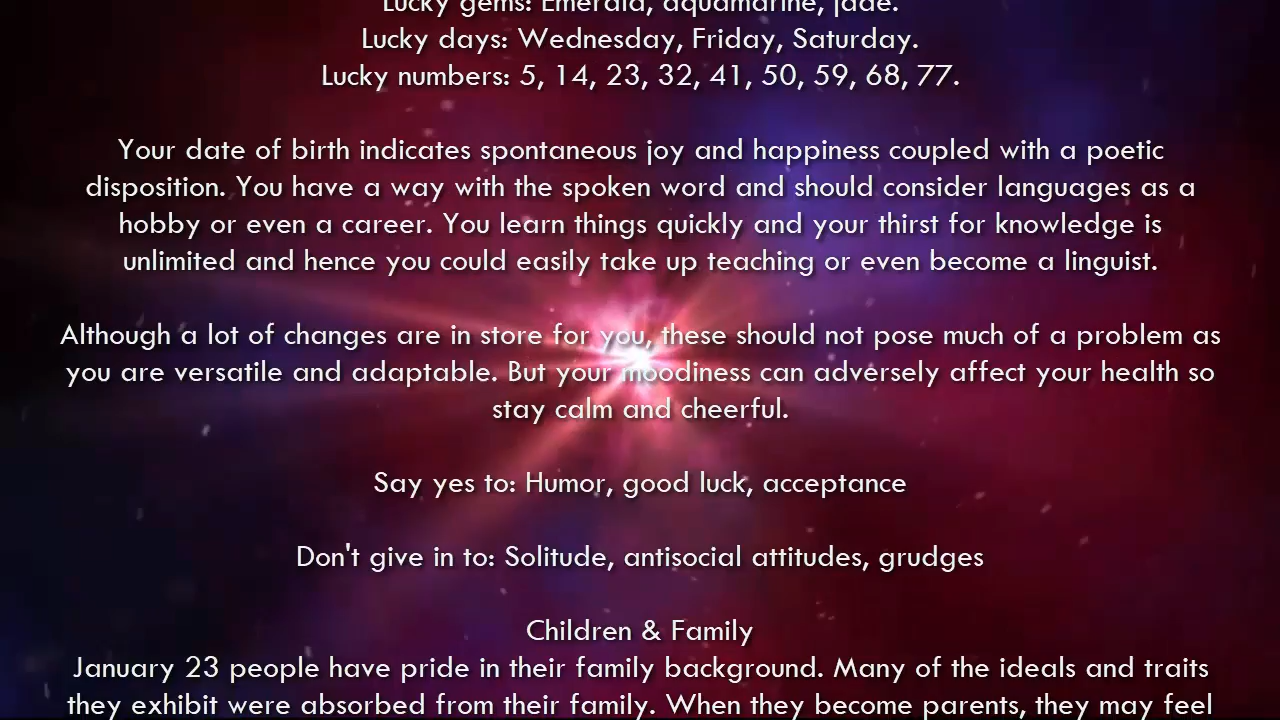 Lucky gems: Emerald, aquamarine, jade.
Lucky days: Wednesday, Friday, Saturday.
Lucky numbers: 5, 14, 23, 32, 41, 50, 59, 68, 77.
Your date of birth indicates spontaneous joy and happiness coupled with a poetic
disposition. You have a way with the spoken word and should consider languages as a
hobby or even a career. You learn things quickly and your thirst for knowledge is
unlimited and hence you could easily take up teaching or even become a linguist.
Although a lot of changes are in store for you, these should not pose much of a problem as
you are versatile and adaptable. But your moodiness can adversely affect your health so
stay calm and cheerful.
Say yes to: Humor, good luck, acceptance
Don't give in to: Solitude, antisocial attitudes, grudges
Children & Family
January 23 people have pride in their family background. Many of the ideals and traits
they exhibit were absorbed from their family. When they become parents, they may feel